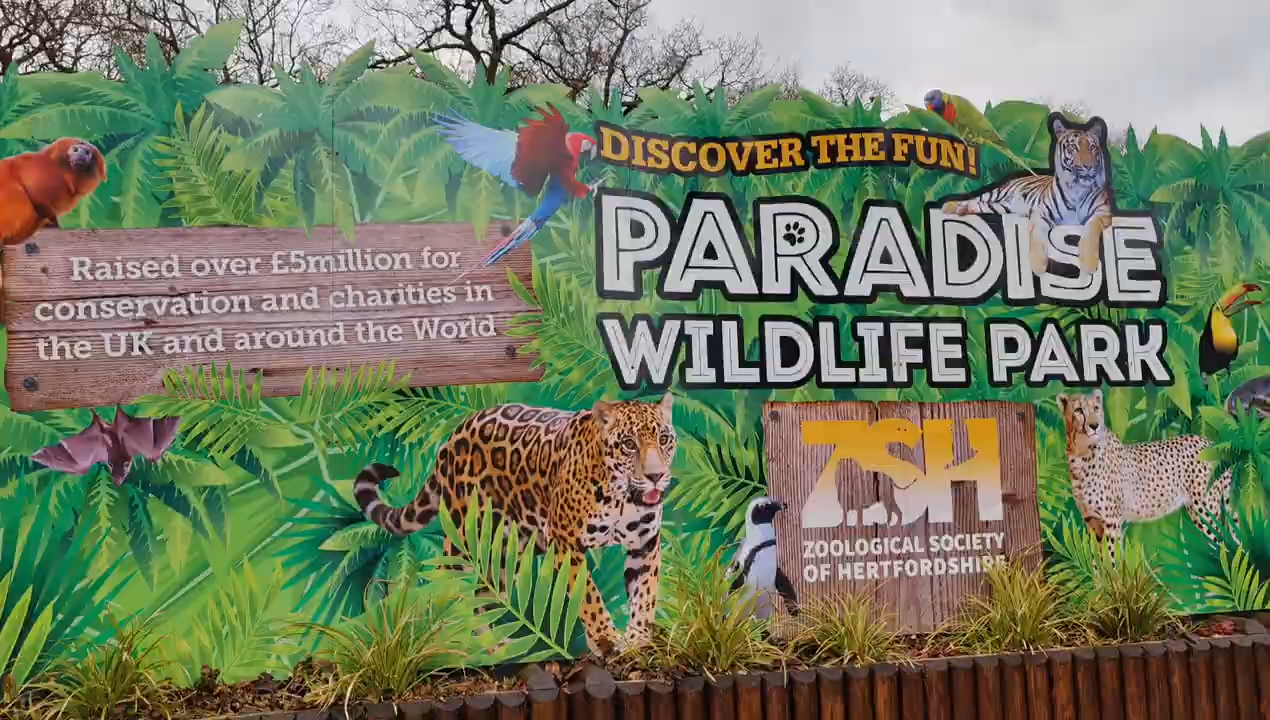 Raised over £5million for
conservation and charities in
the UK and around the World
DISCOVER THE FUN!
PARADISE
WILDLIFE PARK
ZSH
ZOOLOGICAL SOCIETY
OF HERTFORDSHIRE